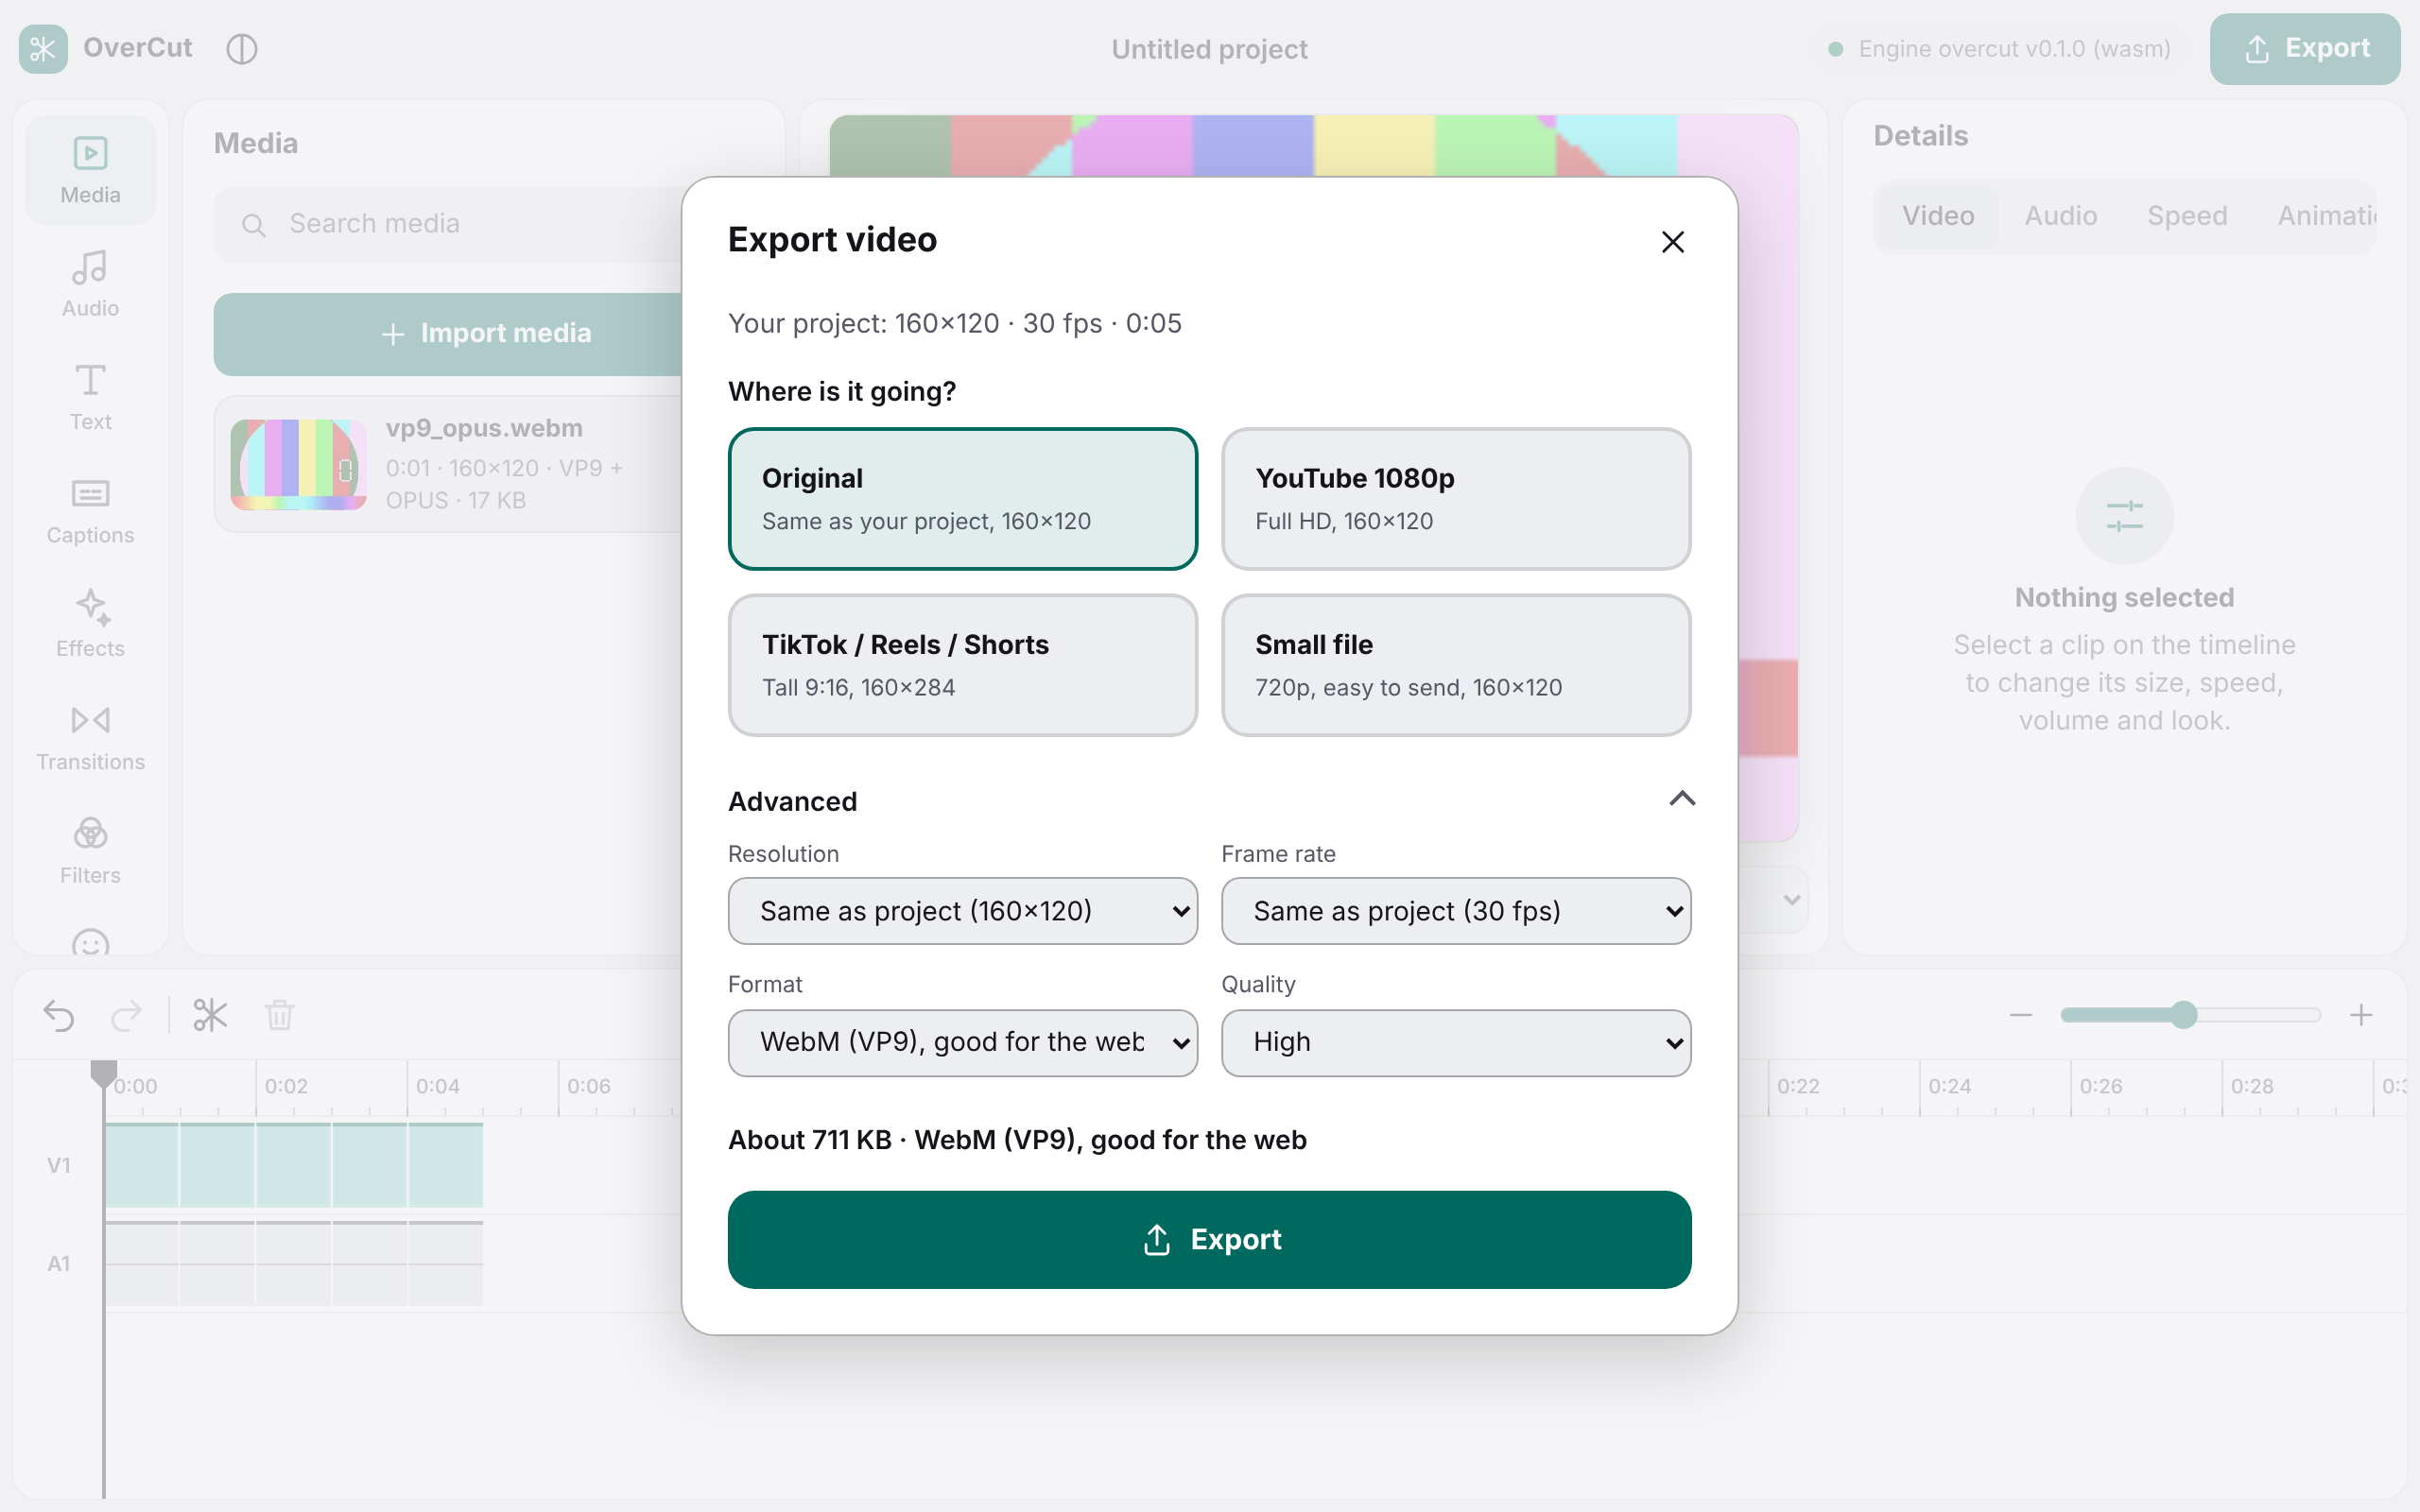 OverCut
Untitled project
Engine overcut v0.1.0 (wasm)
Export
Media
Audio
Text
Captions
Effects
Transitions
Filters
Media
Search media
Import media
vp9_opus.webm
0:01 · 160×120 · VP9 +
OPUS · 17 KB
Export video
Your project: 160×120 · 30 fps · 0:05
Where is it going?
Original
Same as your project, 160×120
YouTube 1080p
Full HD, 160×120
TikTok / Reels / Shorts
Tall 9:16, 160×284
Small file
720p, easy to send, 160×120
Advanced
Resolution
Same as project (160×120)
Frame rate
Same as project (30 fps)
Format
WebM (VP9), good for the web
Quality
High
About 711 KB · WebM (VP9), good for the web
Export
Details
Video Audio Speed
Nothing selected
Select a clip on the timeline
to change its size, speed,
volume and look.
0:00 0:02 0:04 0:06 0:22 0:24 0:26 0:28
V1
A1